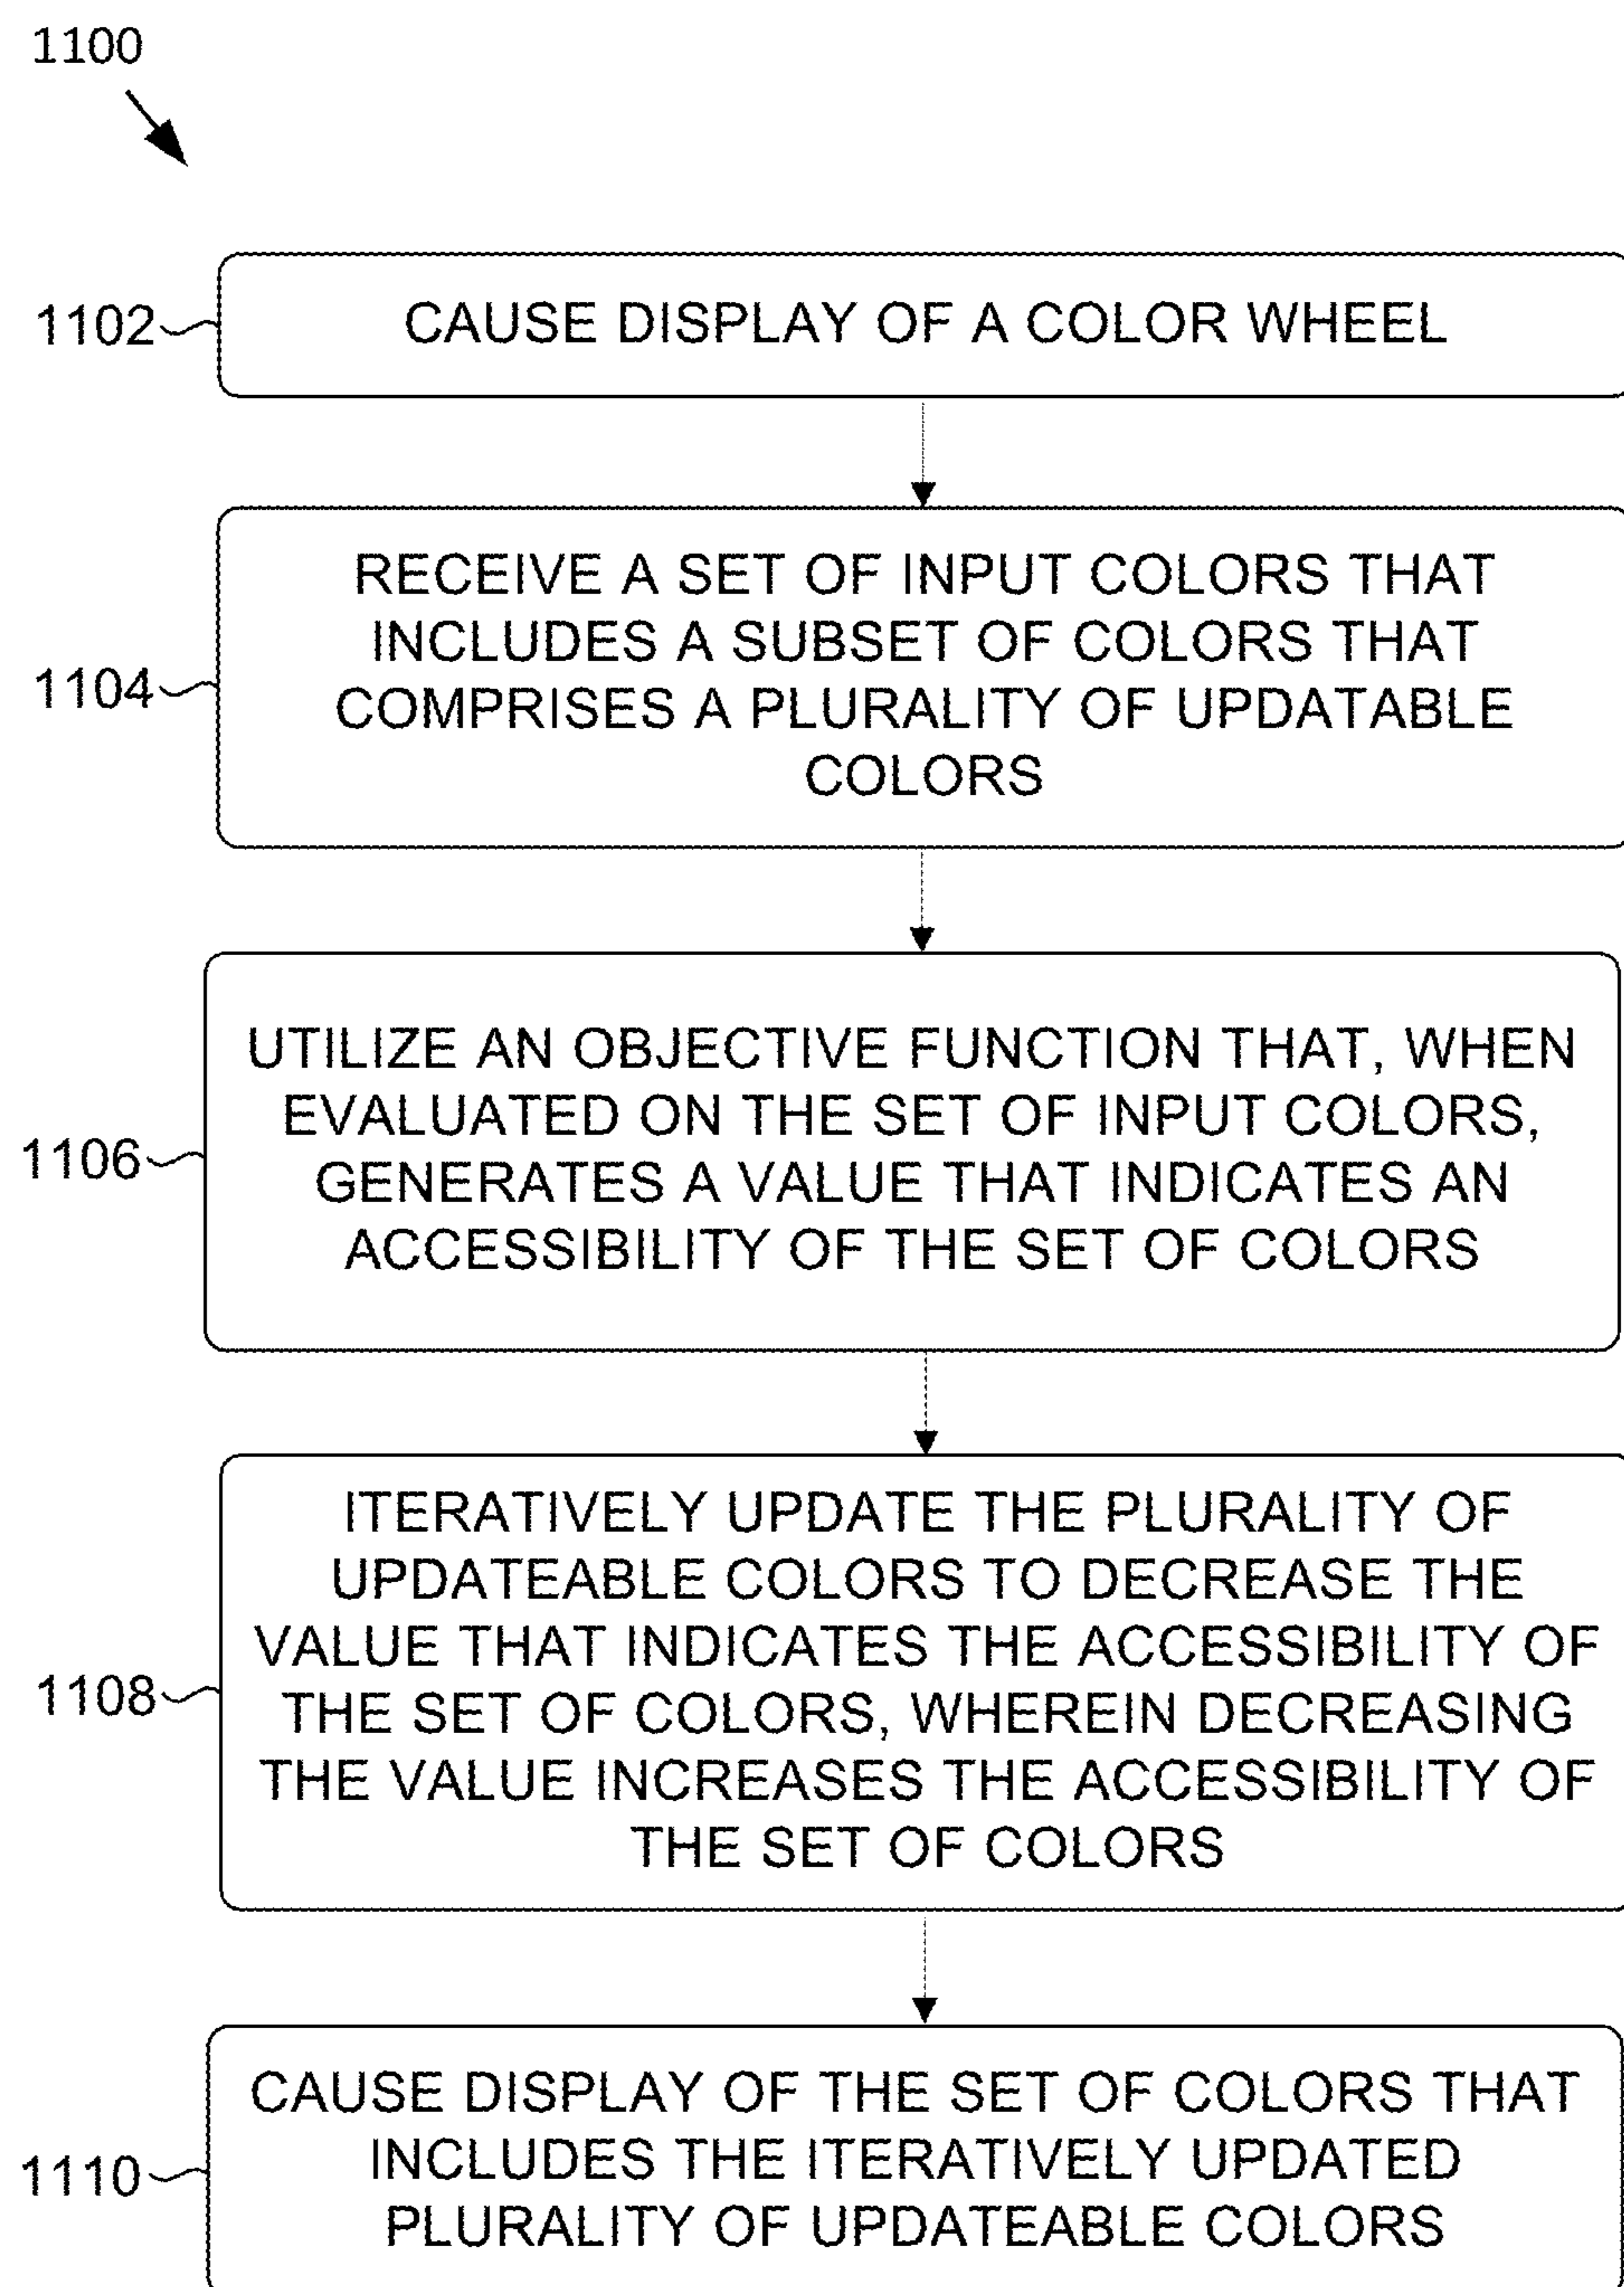 1100
1102
CAUSE DISPLAY OF A COLOR WHEEL
1104
RECEIVE A SET OF INPUT COLORS THAT
INCLUDES A SUBSET OF COLORS THAT
COMPRISES A PLURALITY OF UPDATABLE
COLORS
1106
UTILIZE AN OBJECTIVE FUNCTION THAT, WHEN
EVALUATED ON THE SET OF INPUT COLORS,
GENERATES A VALUE THAT INDICATES AN
ACCESSIBILITY OF THE SET OF COLORS
1108
ITERATIVELY UPDATE THE PLURALITY OF
UPDATEABLE COLORS TO DECREASE THE
VALUE THAT INDICATES THE ACCESSIBILITY OF
THE SET OF COLORS, WHEREIN DECREASING
THE VALUE INCREASES THE ACCESSIBILITY OF
THE SET OF COLORS
1110
CAUSE DISPLAY OF THE SET OF COLORS THAT
INCLUDES THE ITERATIVELY UPDATED
PLURALITY OF UPDATEABLE COLORS